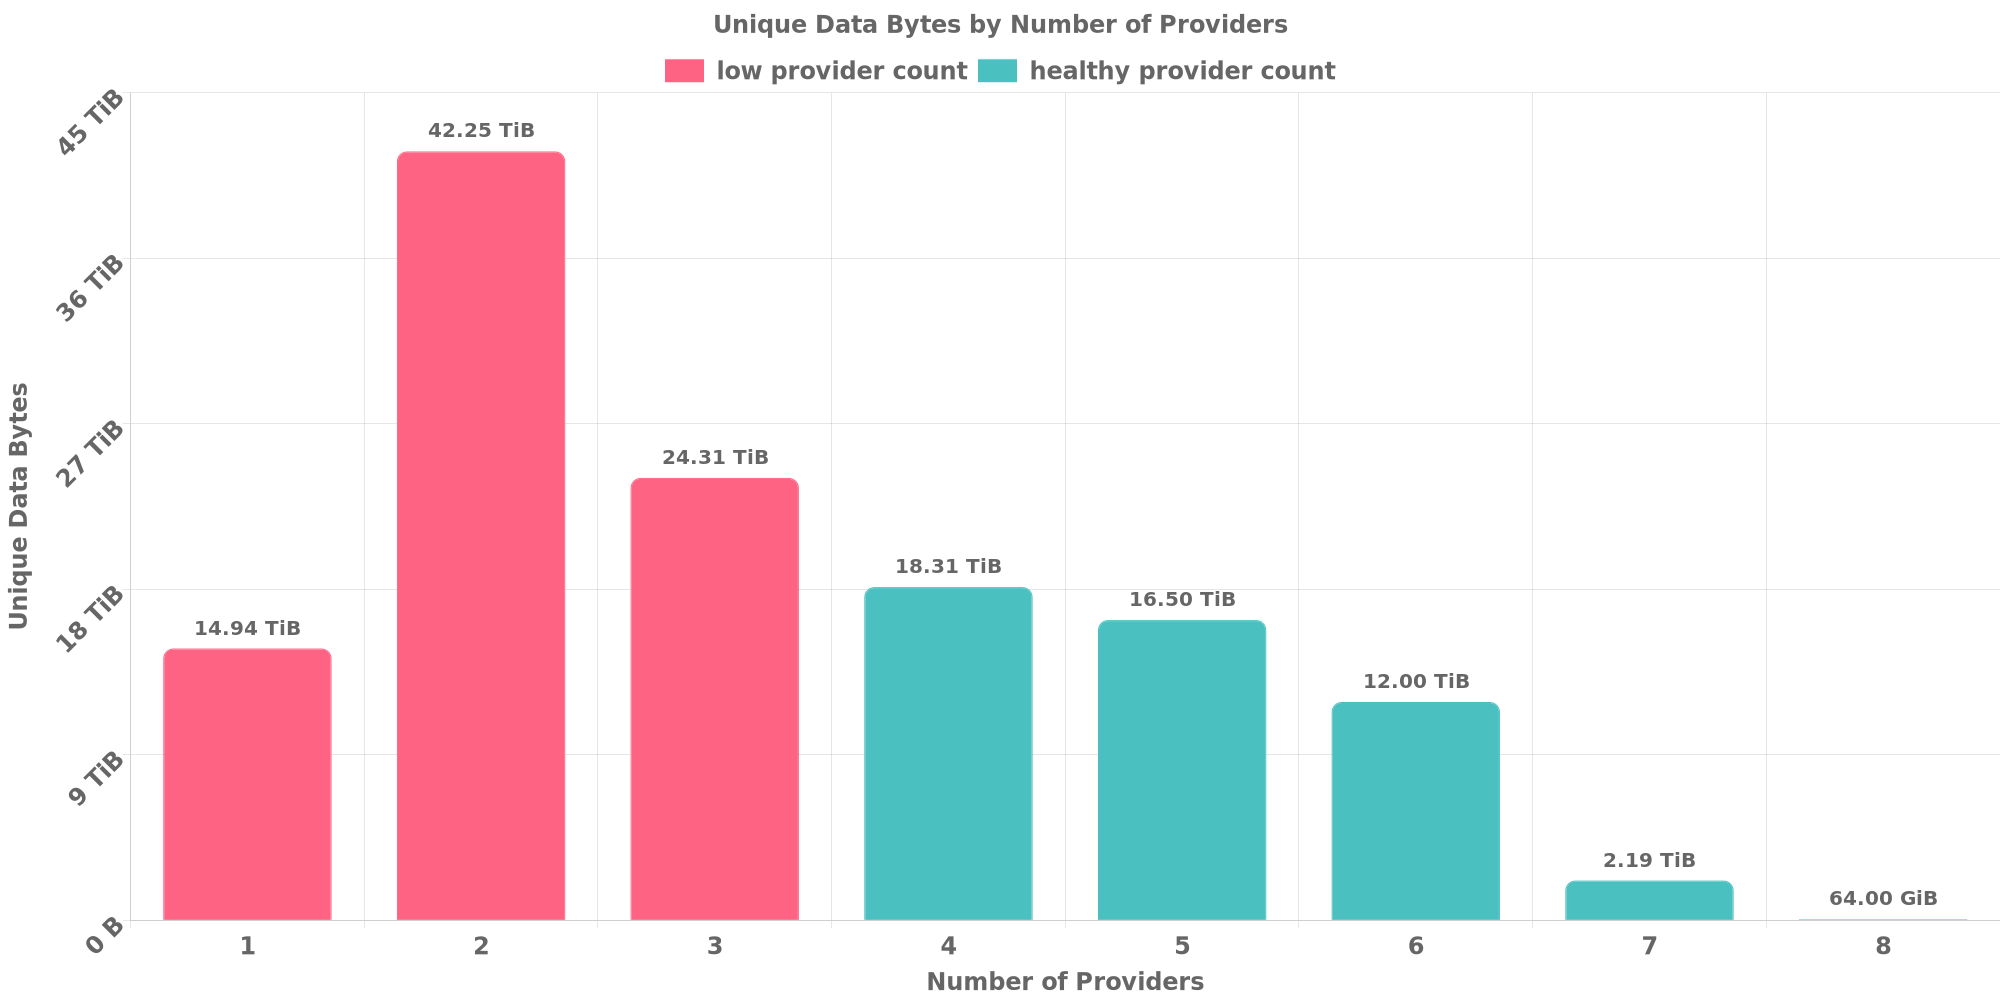 Unique Data Bytes by Number of Providers
low provider count healthy provider count
45 TiB
36 TiB
27 TiB
18 TiB
9 TiB
0 B
Unique Data Bytes
14.94 TiB
42.25 TiB
24.31 TiB
18.31 TiB
16.50 TiB
12.00 TiB
2.19 TiB
64.00 GiB
1 2 3 4 5 6 7 8
Number of Providers